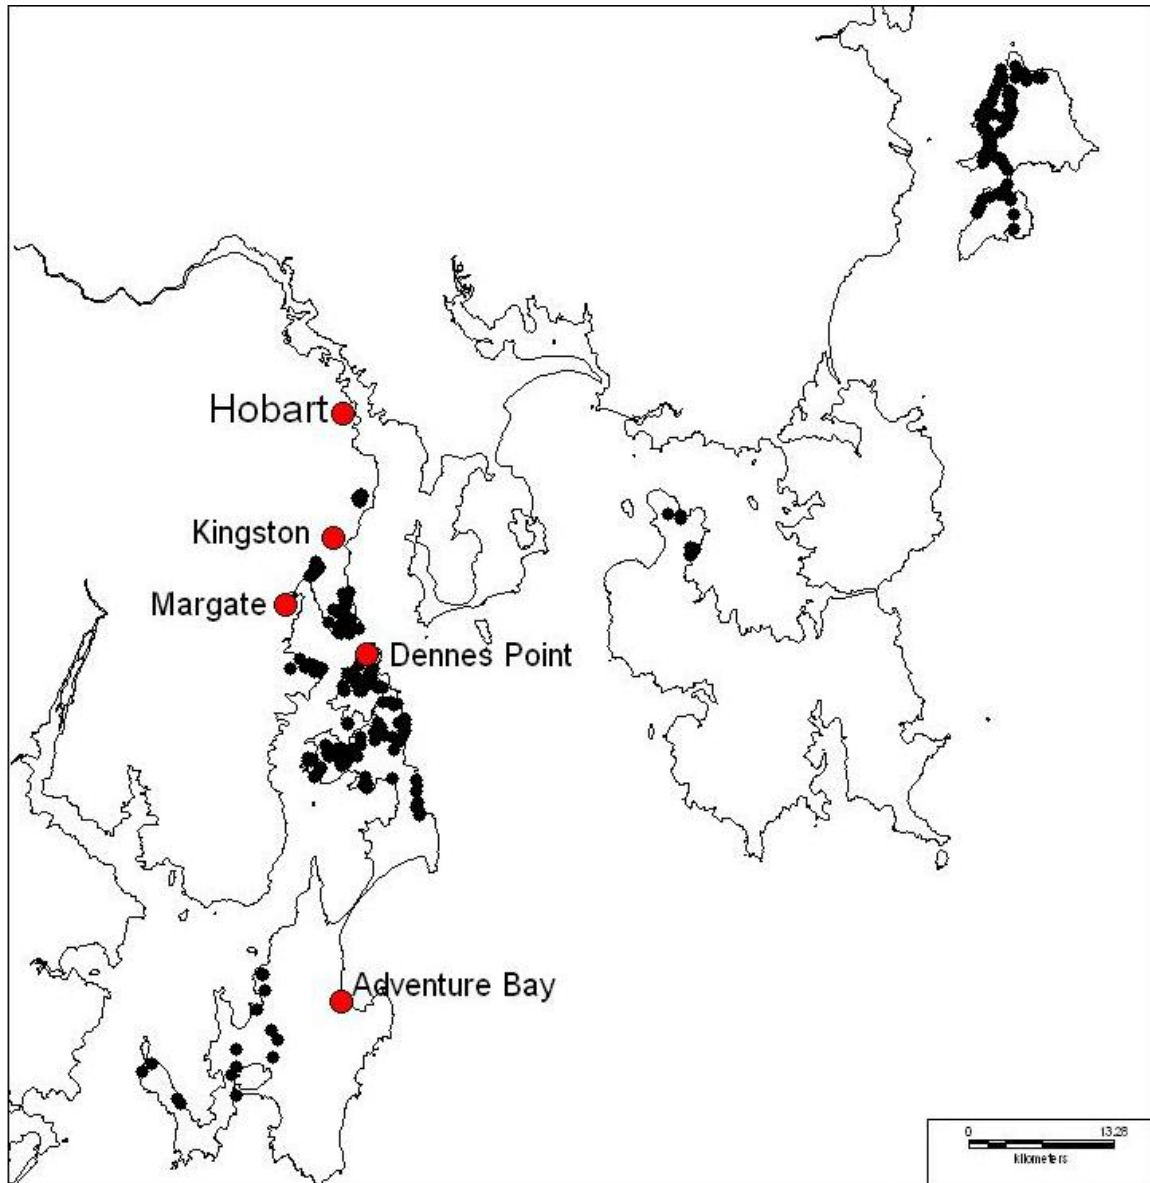 Hobart
Kingston
Margate
Dennes Point
Adventure Bay
0 13.28
kilometers